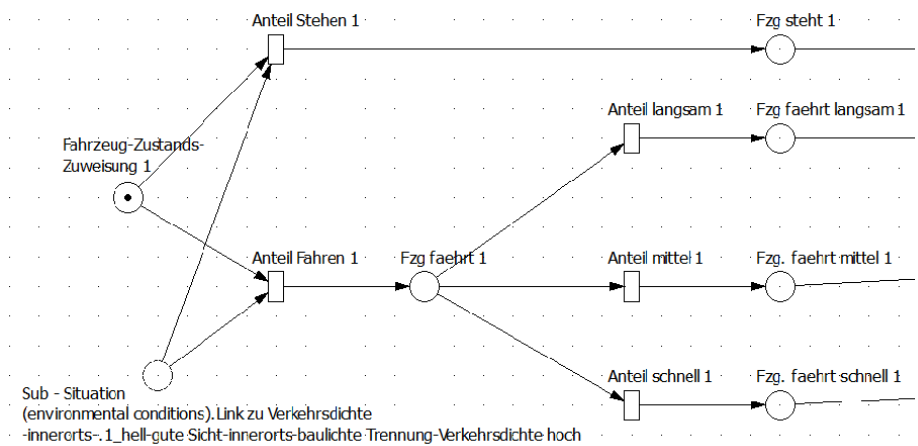 Anteil Stehen 1
Fzg steht 1
Anteil langsam 1
Fzg faehrt langsam 1
Fahrzeug-Zustands-
Zuweisung 1
Anteil Fahren 1
Fzg faehrt 1
Anteil mittel 1
Fzg. faehrt mittel 1
Anteil schnell 1
Fzg. faehrt schnell 1
Sub - Situation
(environmental conditions).Link zu Verkehrsdichte
-innerorts-.1_hell-gute Sicht-innerorts-baulichte Trennung-Verkehrsdichte hoch